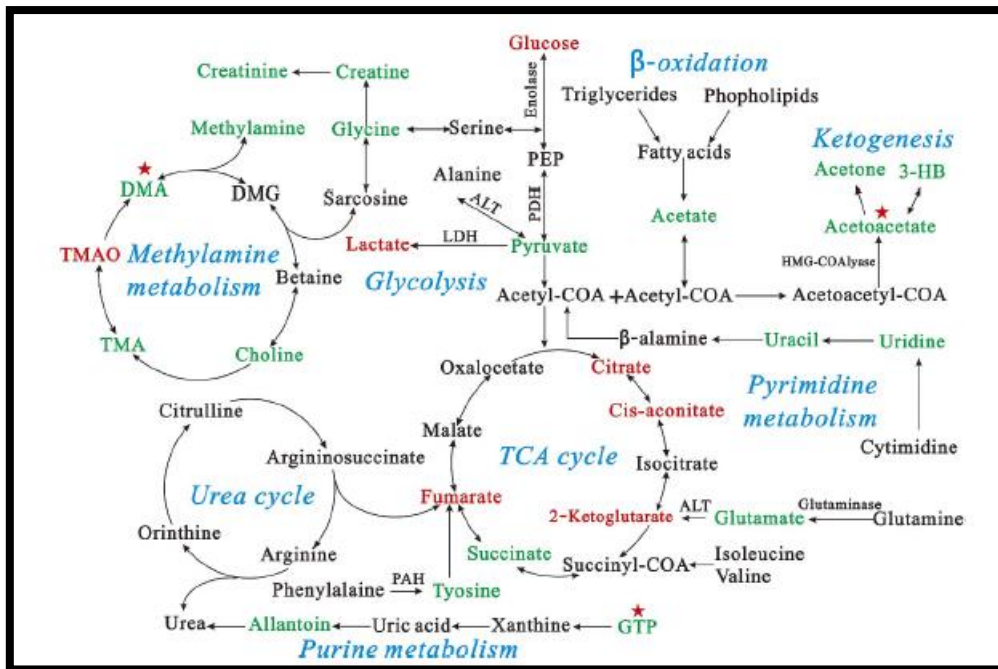 Glucose
β-oxidation
Creatinine
Creatine
Enolase
Triglycerides
Phopholipids
Methylamine
Glycine
Serine
Ketogenesis
PEP
Fatty acids
Acetone
3-HB
Alanine
DMA
DMG
Sarcosine
ALT
PDH
Acetate
Acetoacetate
TMAO
Methylamine
metabolism
Lactate
LDH
Pyruvate
HMG-COAlyase
Betaine
Glycolysis
Acetyl-COA
+
Acetyl-COA
Acetoacetyl-COA
TMA
Choline
β-alamine
Uracil
Uridine
Oxalocetate
Citrate
Pyrimidine
metabolism
Citrulline
Cis-aconitate
Malate
Cytimidine
Argininosuccinate
TCA cycle
Isocitrate
Urea cycle
Fumarate
2-Ketoglutarate
ALT
Glutamate
Glutaminase
Glutamine
Orinthine
Arginine
Succinate
Succinyl-COA
Isoleucine
Valine
Phenylalaine
PAH
Tyosine
Urea
Allantoin
Uric acid
Xanthine
GTP
Purine metabolism